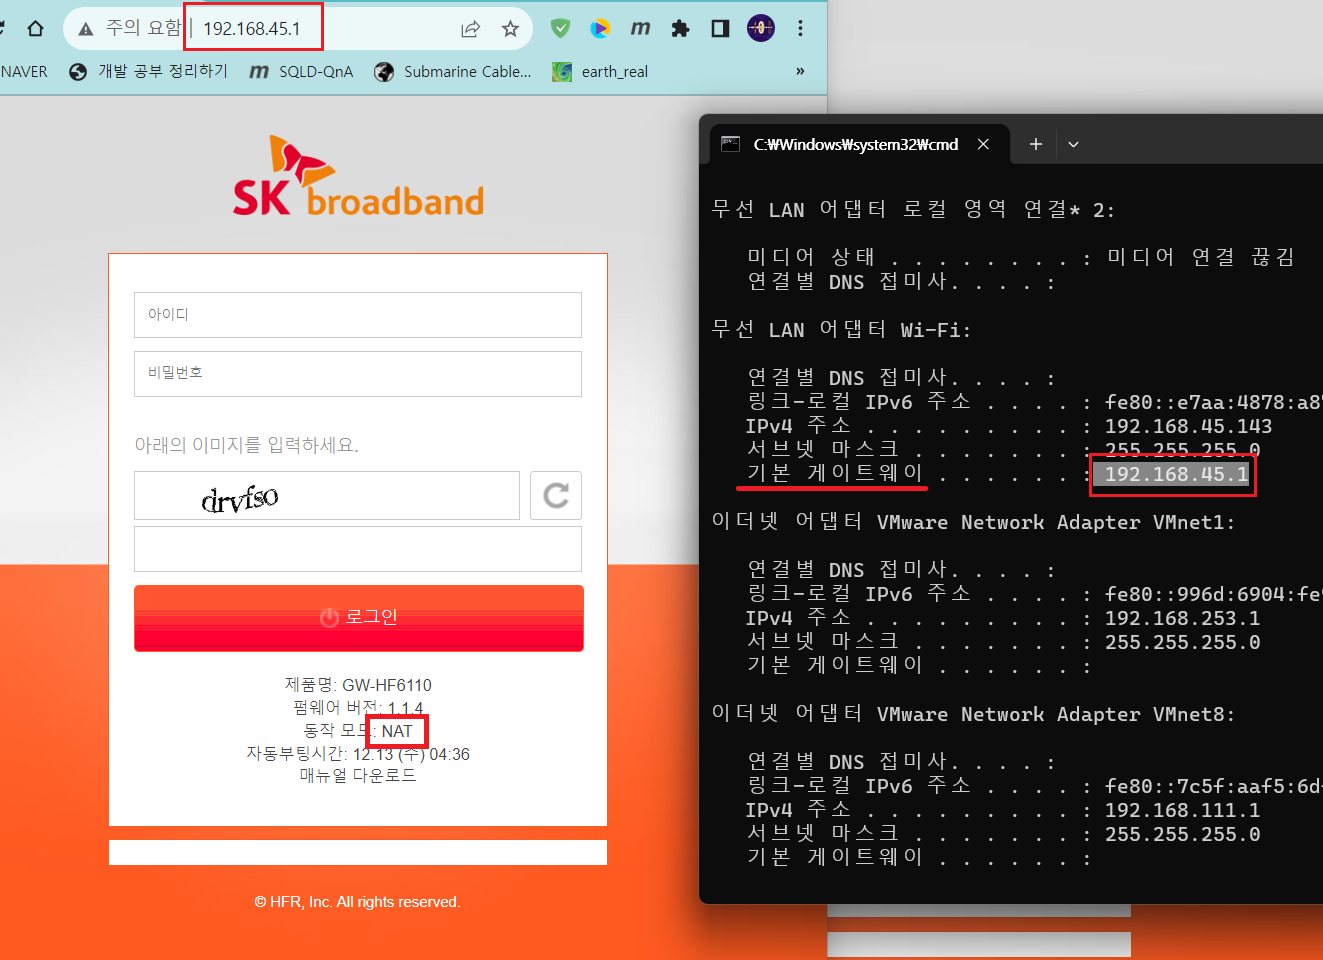 주의 요함 | 192.168.45.1
m
NAVER
개발 공부 정리하기
m SQLD-QnA
Submarine Cable...
earth_real
»
SK broadband
아이디
비밀번호
아래의 이미지를 입력하세요.
drvfso
로그인
제품명: GW-HF6110
펌웨어 버전: 1.1.4
동작 모드: NAT
자동부팅시간: 12.13 (수) 04:36
매뉴얼 다운로드
© HFR, Inc. All rights reserved.
C:₩Windows₩system32₩cmd
무선 LAN 어댑터 로컬 영역 연결* 2:
미디어 상태 . . . . . . . . : 미디어 연결 끊김
연결별 DNS 접미사. . . . :
무선 LAN 어댑터 Wi-Fi:
연결별 DNS 접미사. . . . :
링크-로컬 IPv6 주소 . . . . : fe80::e7aa:4878:a8
IPv4 주소 . . . . . . . . . : 192.168.45.143
서브넷 마스크 . . . . . . . : 255.255.255.0
기본 게이트웨이 . . . . . . : 192.168.45.1
이더넷 어댑터 VMware Network Adapter VMnet1:
연결별 DNS 접미사. . . . :
링크-로컬 IPv6 주소 . . . . : fe80::996d:6904:fe
IPv4 주소 . . . . . . . . . : 192.168.253.1
서브넷 마스크 . . . . . . . : 255.255.255.0
기본 게이트웨이 . . . . . . :
이더넷 어댑터 VMware Network Adapter VMnet8:
연결별 DNS 접미사. . . . :
링크-로컬 IPv6 주소 . . . . : fe80::7c5f:aaf5:6d
IPv4 주소 . . . . . . . . . : 192.168.111.1
서브넷 마스크 . . . . . . . : 255.255.255.0
기본 게이트웨이 . . . . . . :